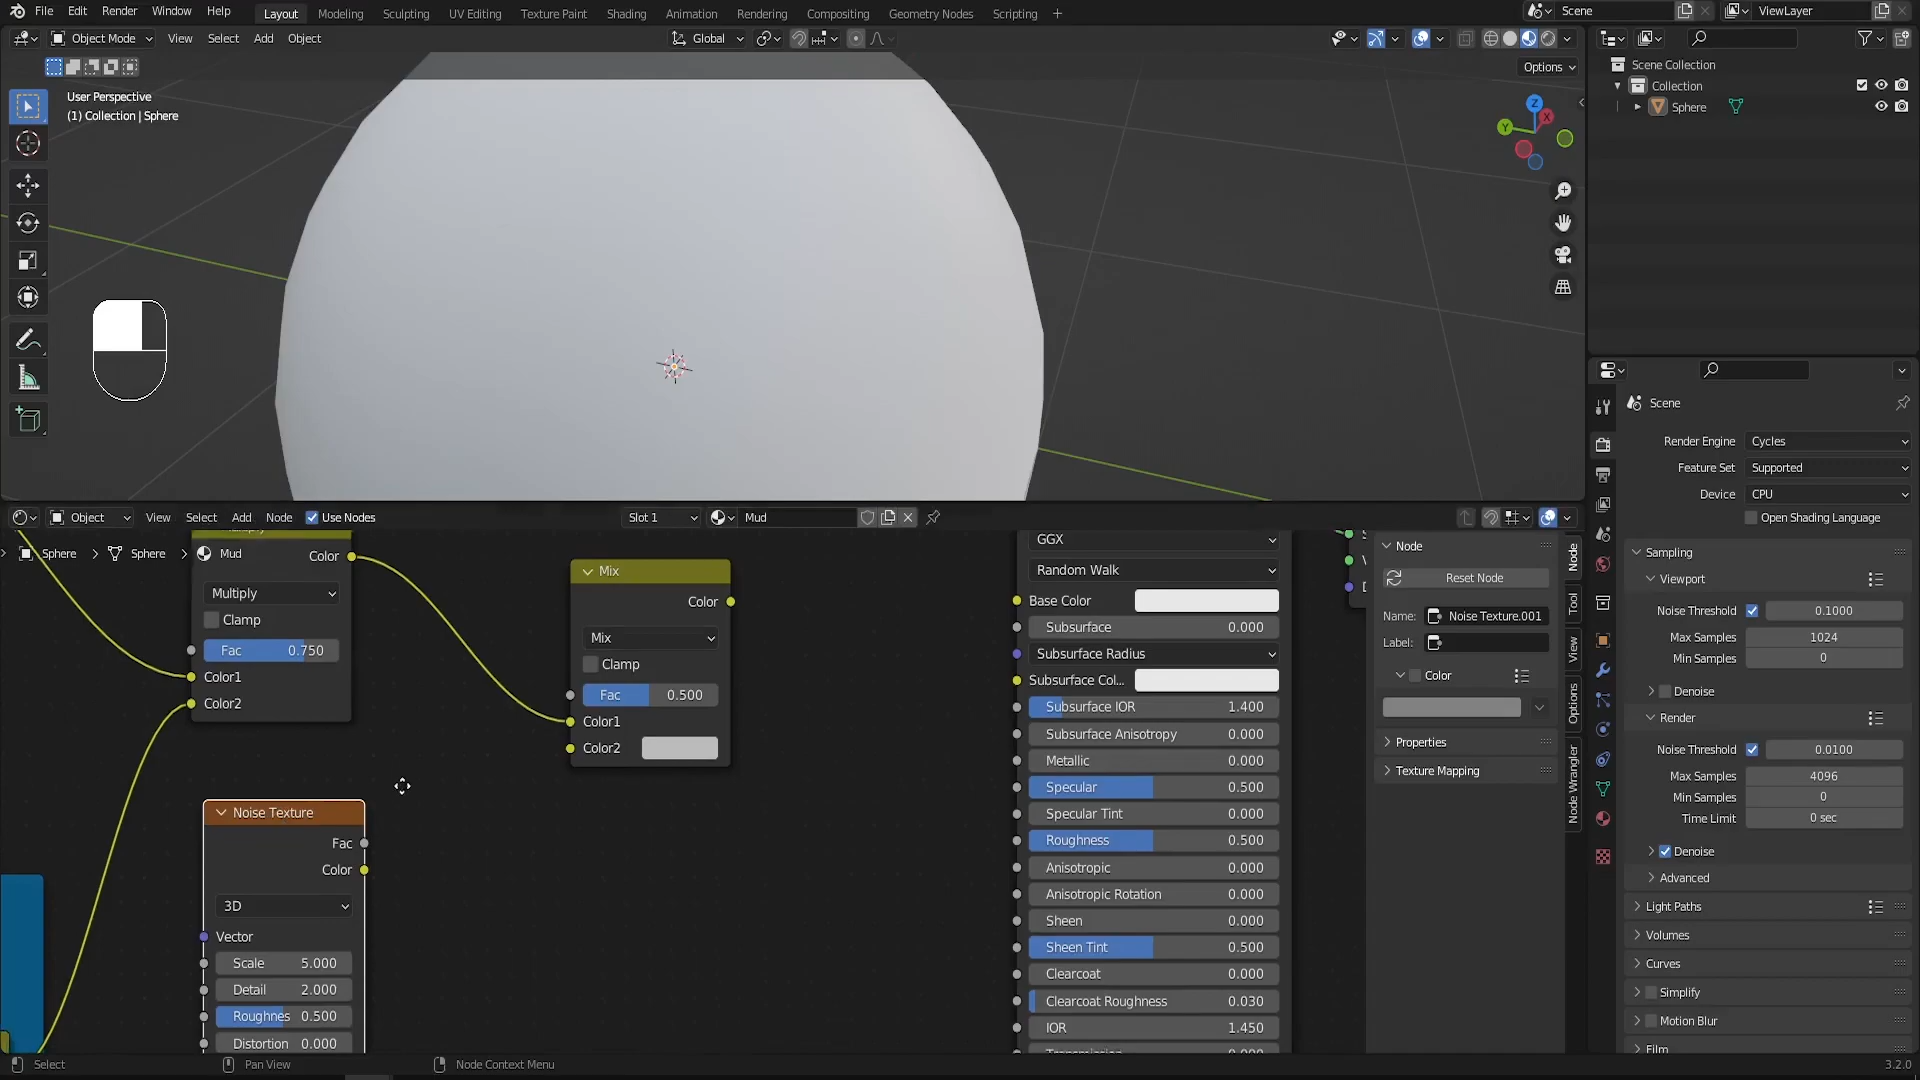 File Edit Render Window Help Layout Modeling Sculpting UV Editing Texture Paint Shading Animation Rendering Compositing Geometry Nodes Scripting + Scene ViewLayer
Object Mode View Select Add Object Global
Options
User Perspective
(1) Collection | Sphere
Z
X
Y
Scene Collection
Collection
Sphere
Scene
Render Engine Cycles
Feature Set Supported
Device CPU
Open Shading Language
Sampling
Viewport
Noise Threshold 0.1000
Max Samples 1024
Min Samples 0
Denoise
Render
Noise Threshold 0.0100
Max Samples 4096
Min Samples 0
Time Limit 0 sec
Denoise
Advanced
Light Paths
Volumes
Curves
Simplify
Motion Blur
Film
Object View Select Add Node Use Nodes Slot 1 Mud
Sphere Sphere Mud
Color
Multiply
Clamp
Fac 0.750
Color1
Color2
Mix
Color
Mix
Clamp
Fac 0.500
Color1
Color2
Noise Texture
Fac
Color
3D
Vector
Scale 5.000
Detail 2.000
Roughnes 0.500
Distortion 0.000
GGX
Random Walk
Base Color
Subsurface 0.000
Subsurface Radius
Subsurface Col...
Subsurface IOR 1.400
Subsurface Anisotropy 0.000
Metallic 0.000
Specular 0.500
Specular Tint 0.000
Roughness 0.500
Anisotropic 0.000
Anisotropic Rotation 0.000
Sheen 0.000
Sheen Tint 0.500
Clearcoat 0.000
Clearcoat Roughness 0.030
IOR 1.450
Node
Reset Node
Name: Noise Texture.001
Label:
Color
Properties
Texture Mapping
Node
Tool
View
Options
Node Wrangler
Select Pan View Node Context Menu 3.2.0